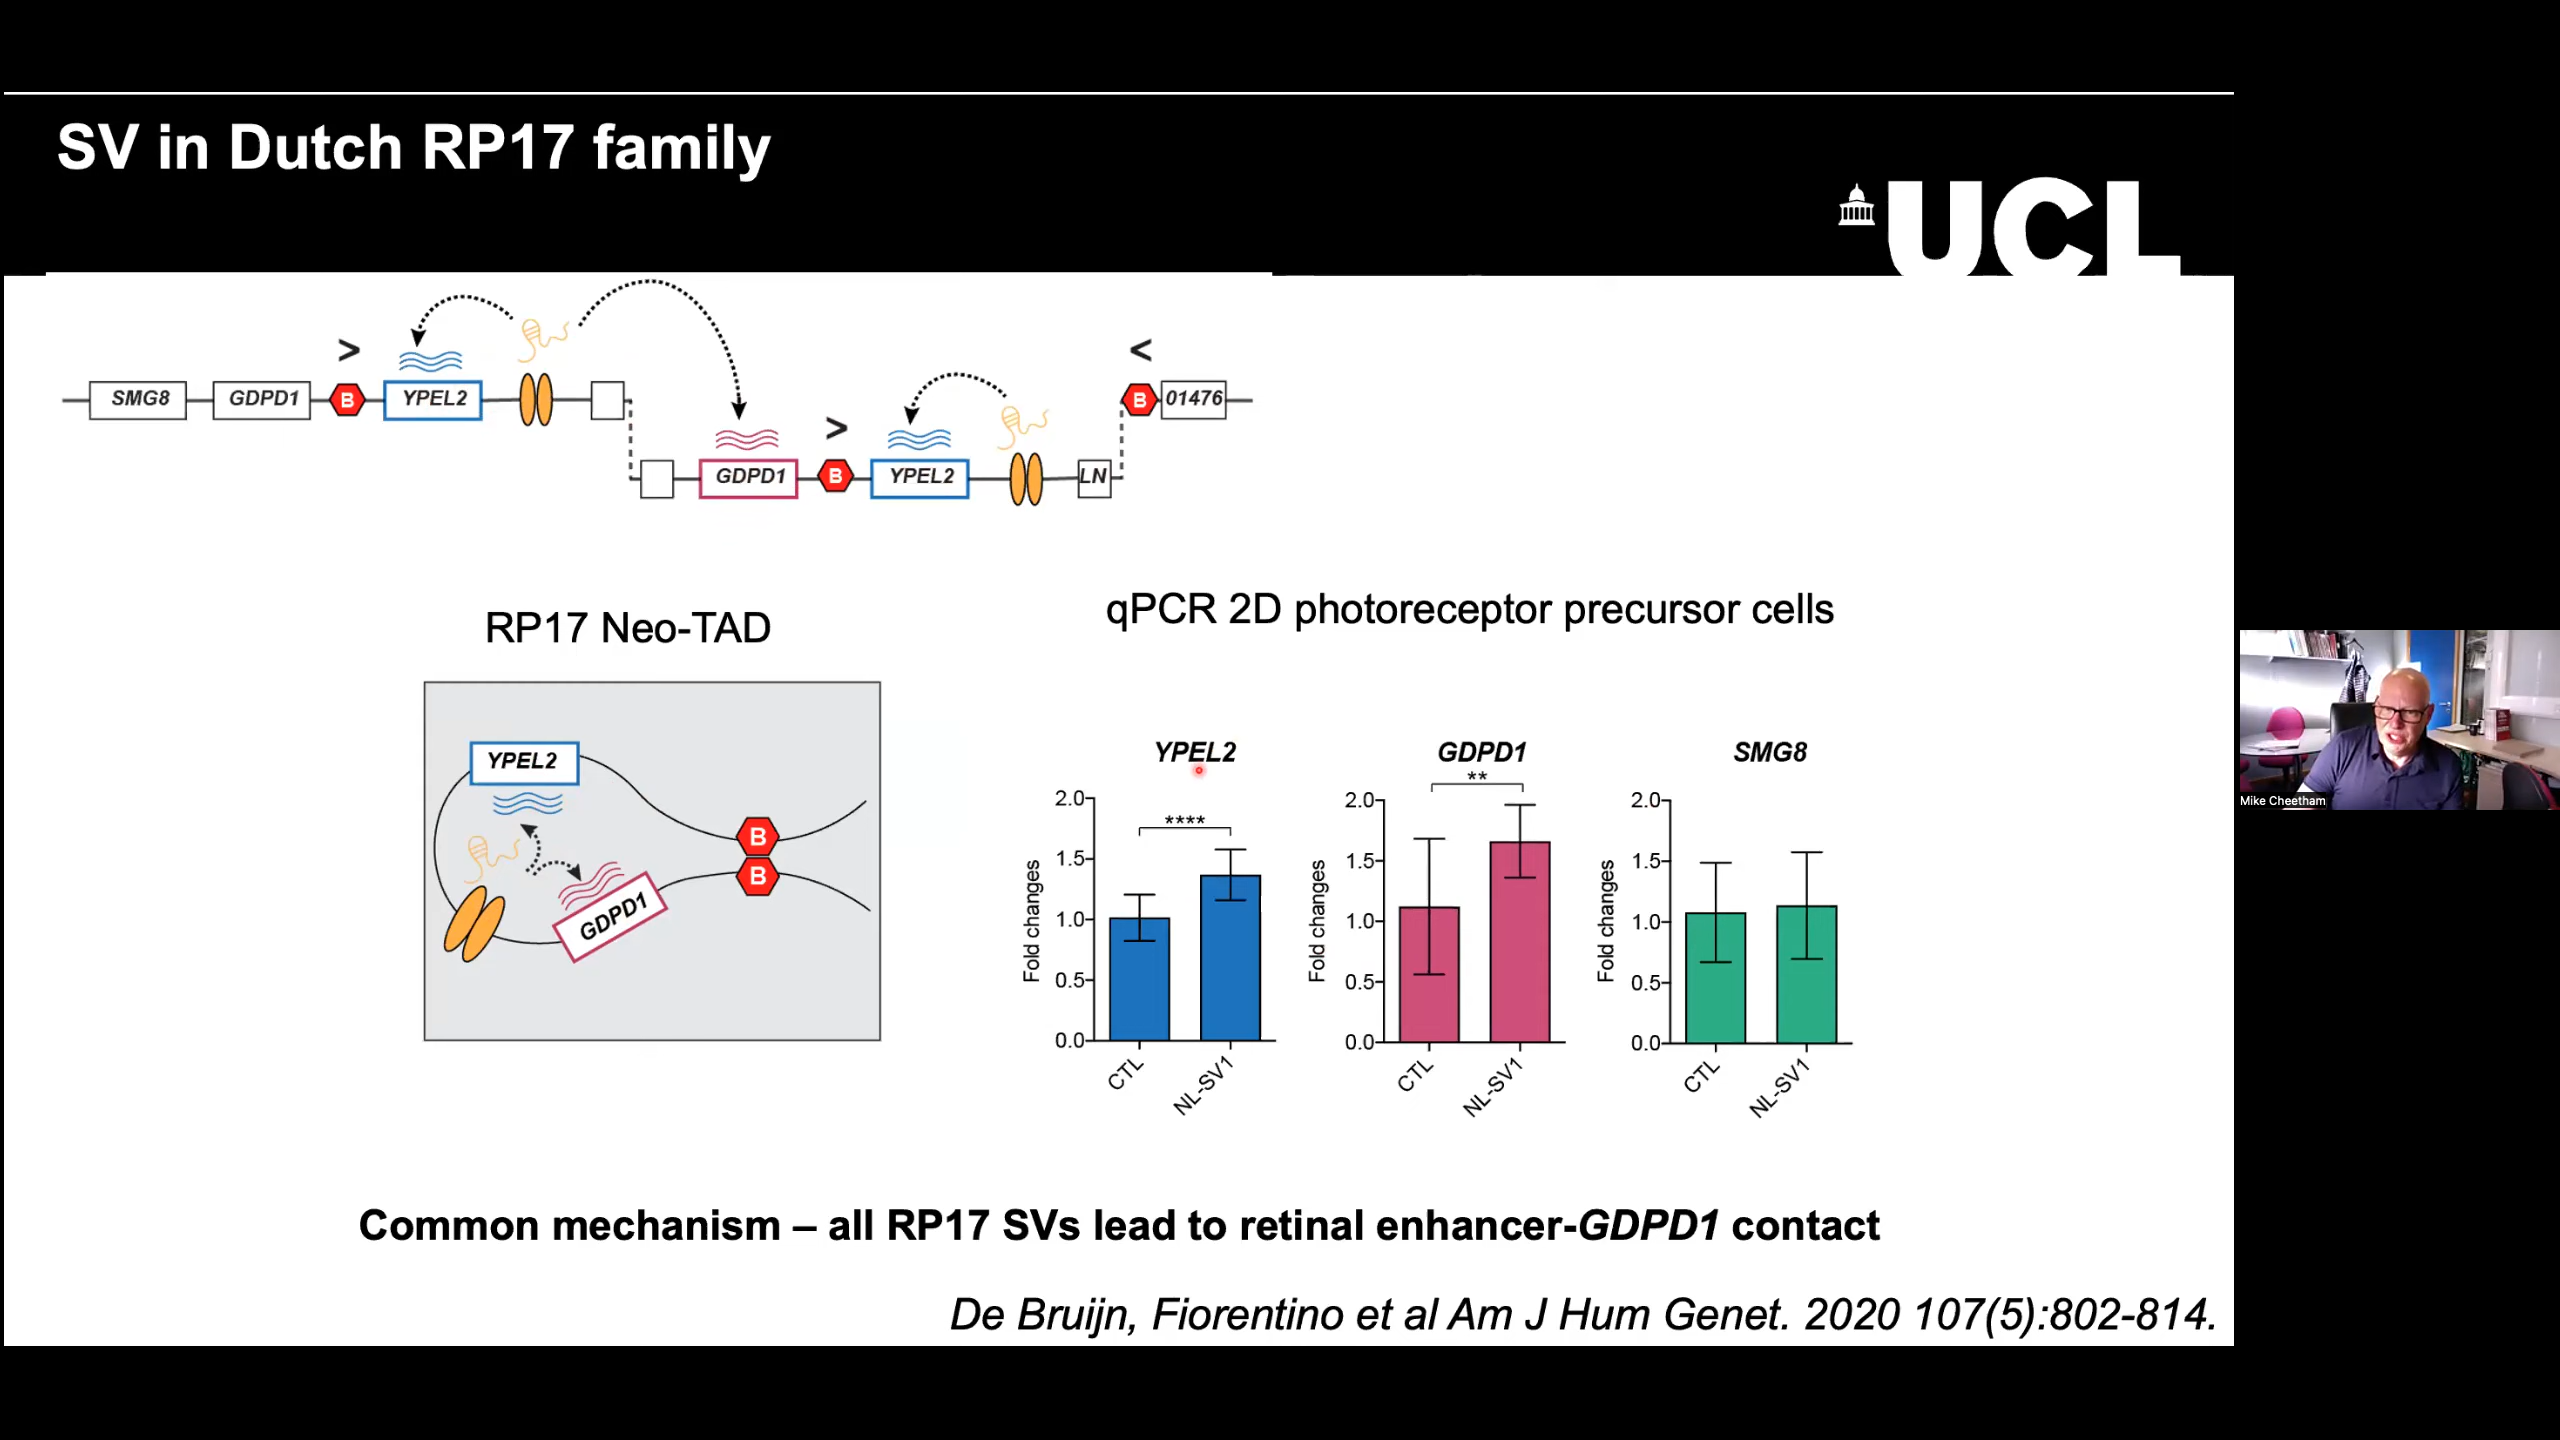 SV in Dutch RP17 family
UCL
> <
SMG8 GDPD1 B YPEL2 B 01476
>
GDPD1 B YPEL2 LN
RP17 Neo-TAD
YPEL2
B
B
GDPD1
qPCR 2D photoreceptor precursor cells
YPEL2
****
Fold changes
2.0
1.5
1.0
0.5
0.0
CTL
NL-SV1
GDPD1
**
Fold changes
2.0
1.5
1.0
0.5
0.0
CTL
NL-SV1
SMG8
Fold changes
2.0
1.5
1.0
0.5
0.0
CTL
NL-SV1
Mike Cheetham
Common mechanism – all RP17 SVs lead to retinal enhancer-GDPD1 contact
De Bruijn, Fiorentino et al Am J Hum Genet. 2020 107(5):802-814.